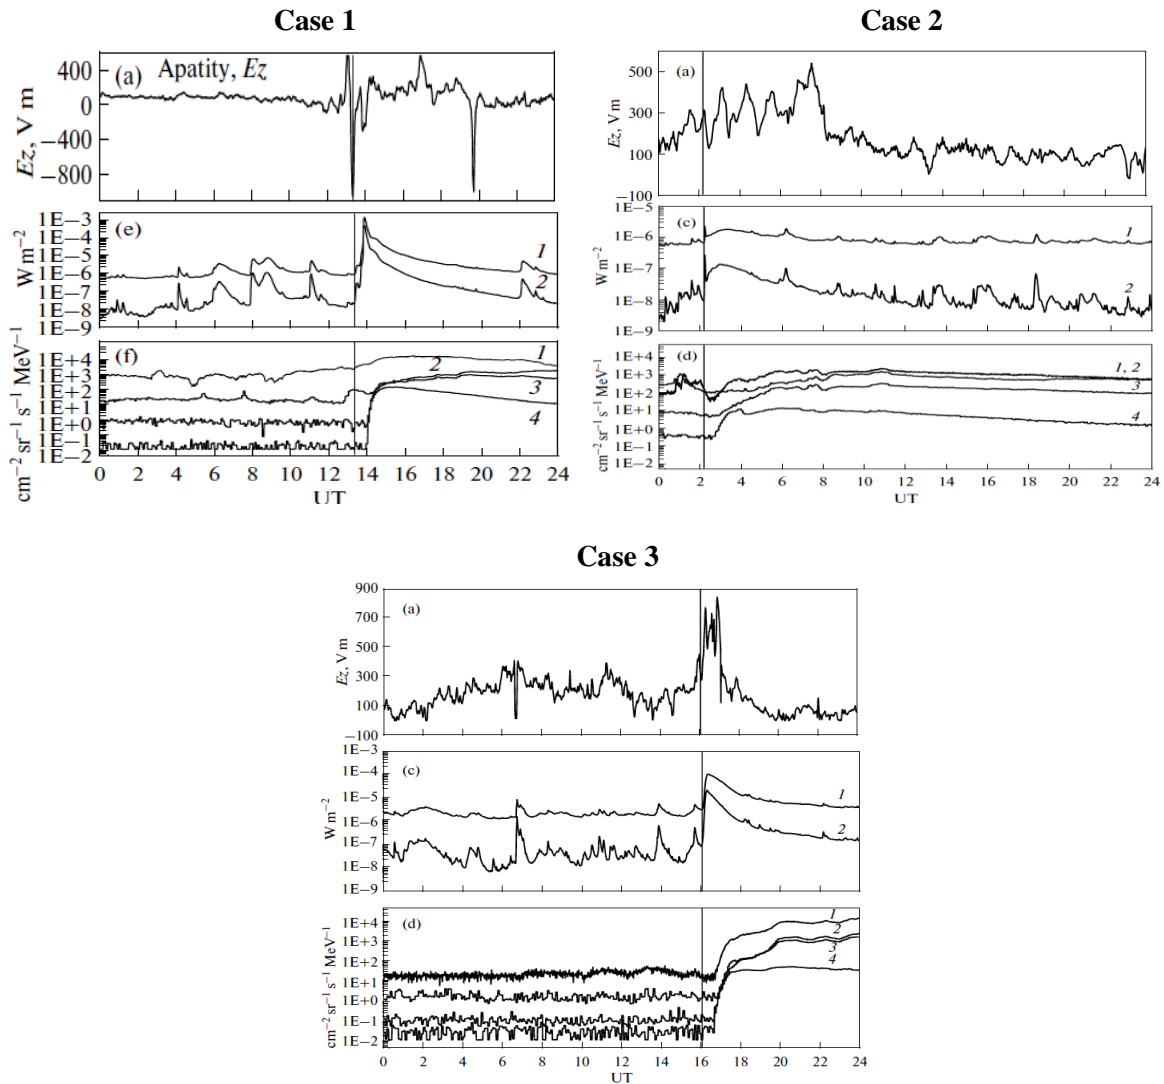 Case 1
(a) Apatity, Ez
Ez, V m
400
0
−400
−800
(e)
W m−2
1E−3
1E−4
1E−5
1E−6
1E−7
1E−8
1E−9
1
2
(f)
cm−2 sr−1 s−1 MeV−1
1E+4
1E+3
1E+2
1E+1
1E+0
1E−1
1E−2
1
2
3
4
0 2 4 6 8 10 12 14 16 18 20 22 24
UT
Case 2
(a)
Ez, V m
500
300
100
−100
(c)
W m−2
1E−5
1E−6
1E−7
1E−8
1E−9
1
2
(d)
cm−2 sr−1 s−1 MeV−1
1E+4
1E+3
1E+2
1E+1
1E+0
1E−1
1E−2
1, 2
3
4
0 2 4 6 8 10 12 14 16 18 20 22 24
UT
Case 3
(a)
Ez, V m
900
700
500
300
100
−100
(c)
W m−2
1E−3
1E−4
1E−5
1E−6
1E−7
1E−8
1E−9
1
2
(d)
cm−2 sr−1 s−1 MeV−1
1E+4
1E+3
1E+2
1E+1
1E+0
1E−1
1E−2
1
2
3
4
0 2 4 6 8 10 12 14 16 18 20 22 24
UT